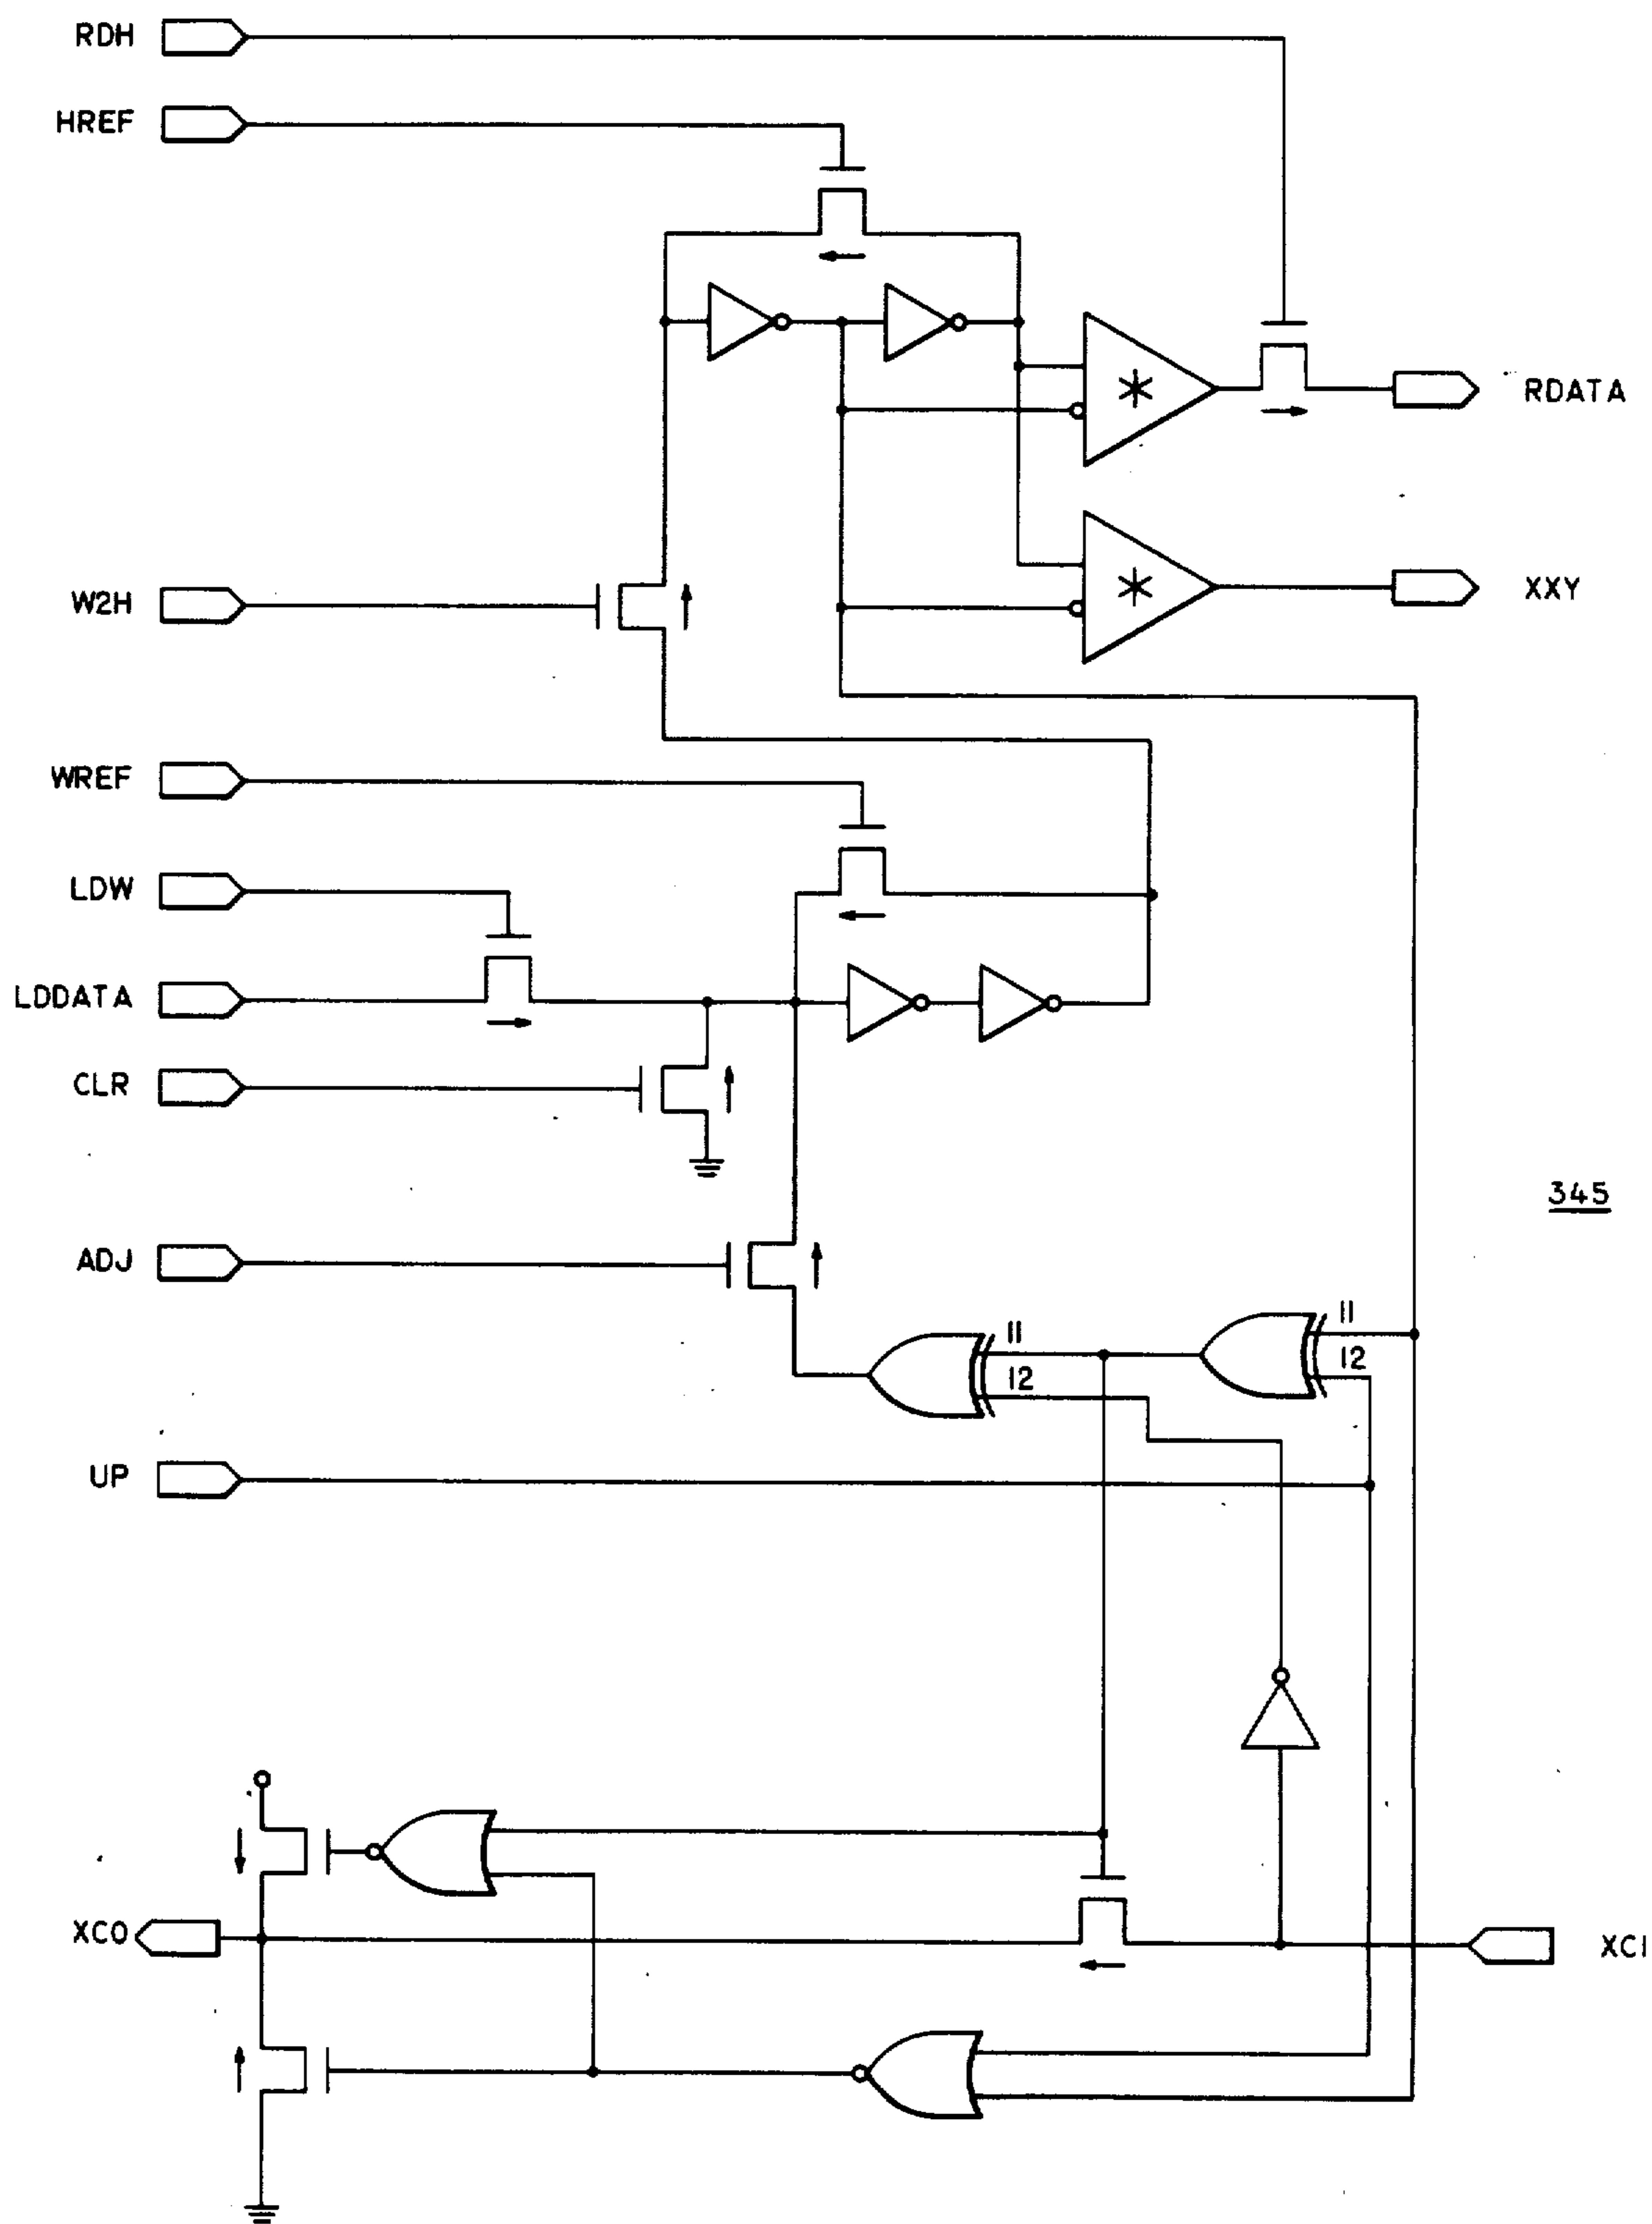 RDH
HREF
RDATA
W2H
XXY
WREF
LDW
LDDATA
CLR
345
ADJ
11
12
11
12
UP
XCO
XCI